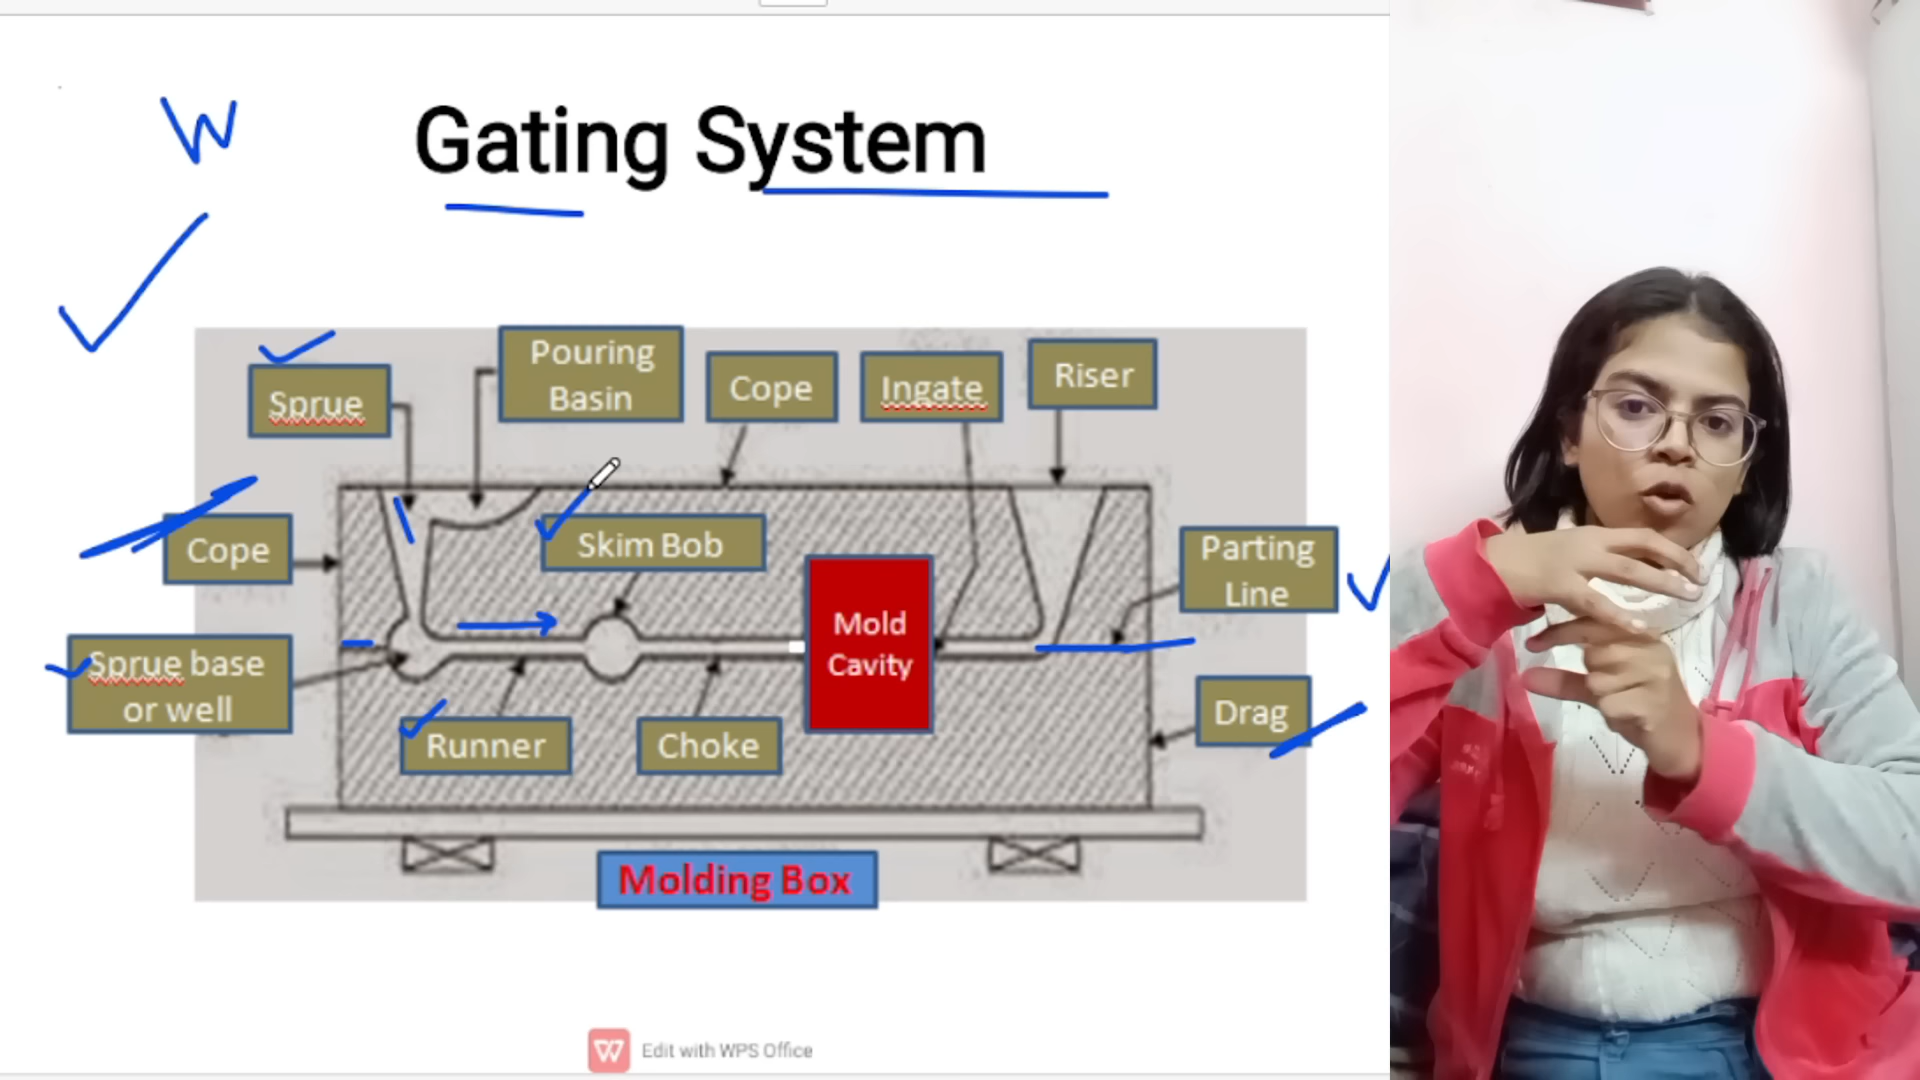 W
Gating System
Pouring
Basin
Cope
Ingate
Riser
Sprue
Skim Bob
Cope
Parting
Line
Mold
Cavity
Sprue base
or well
Drag
Runner
Choke
Molding Box
Edit with WPS Office